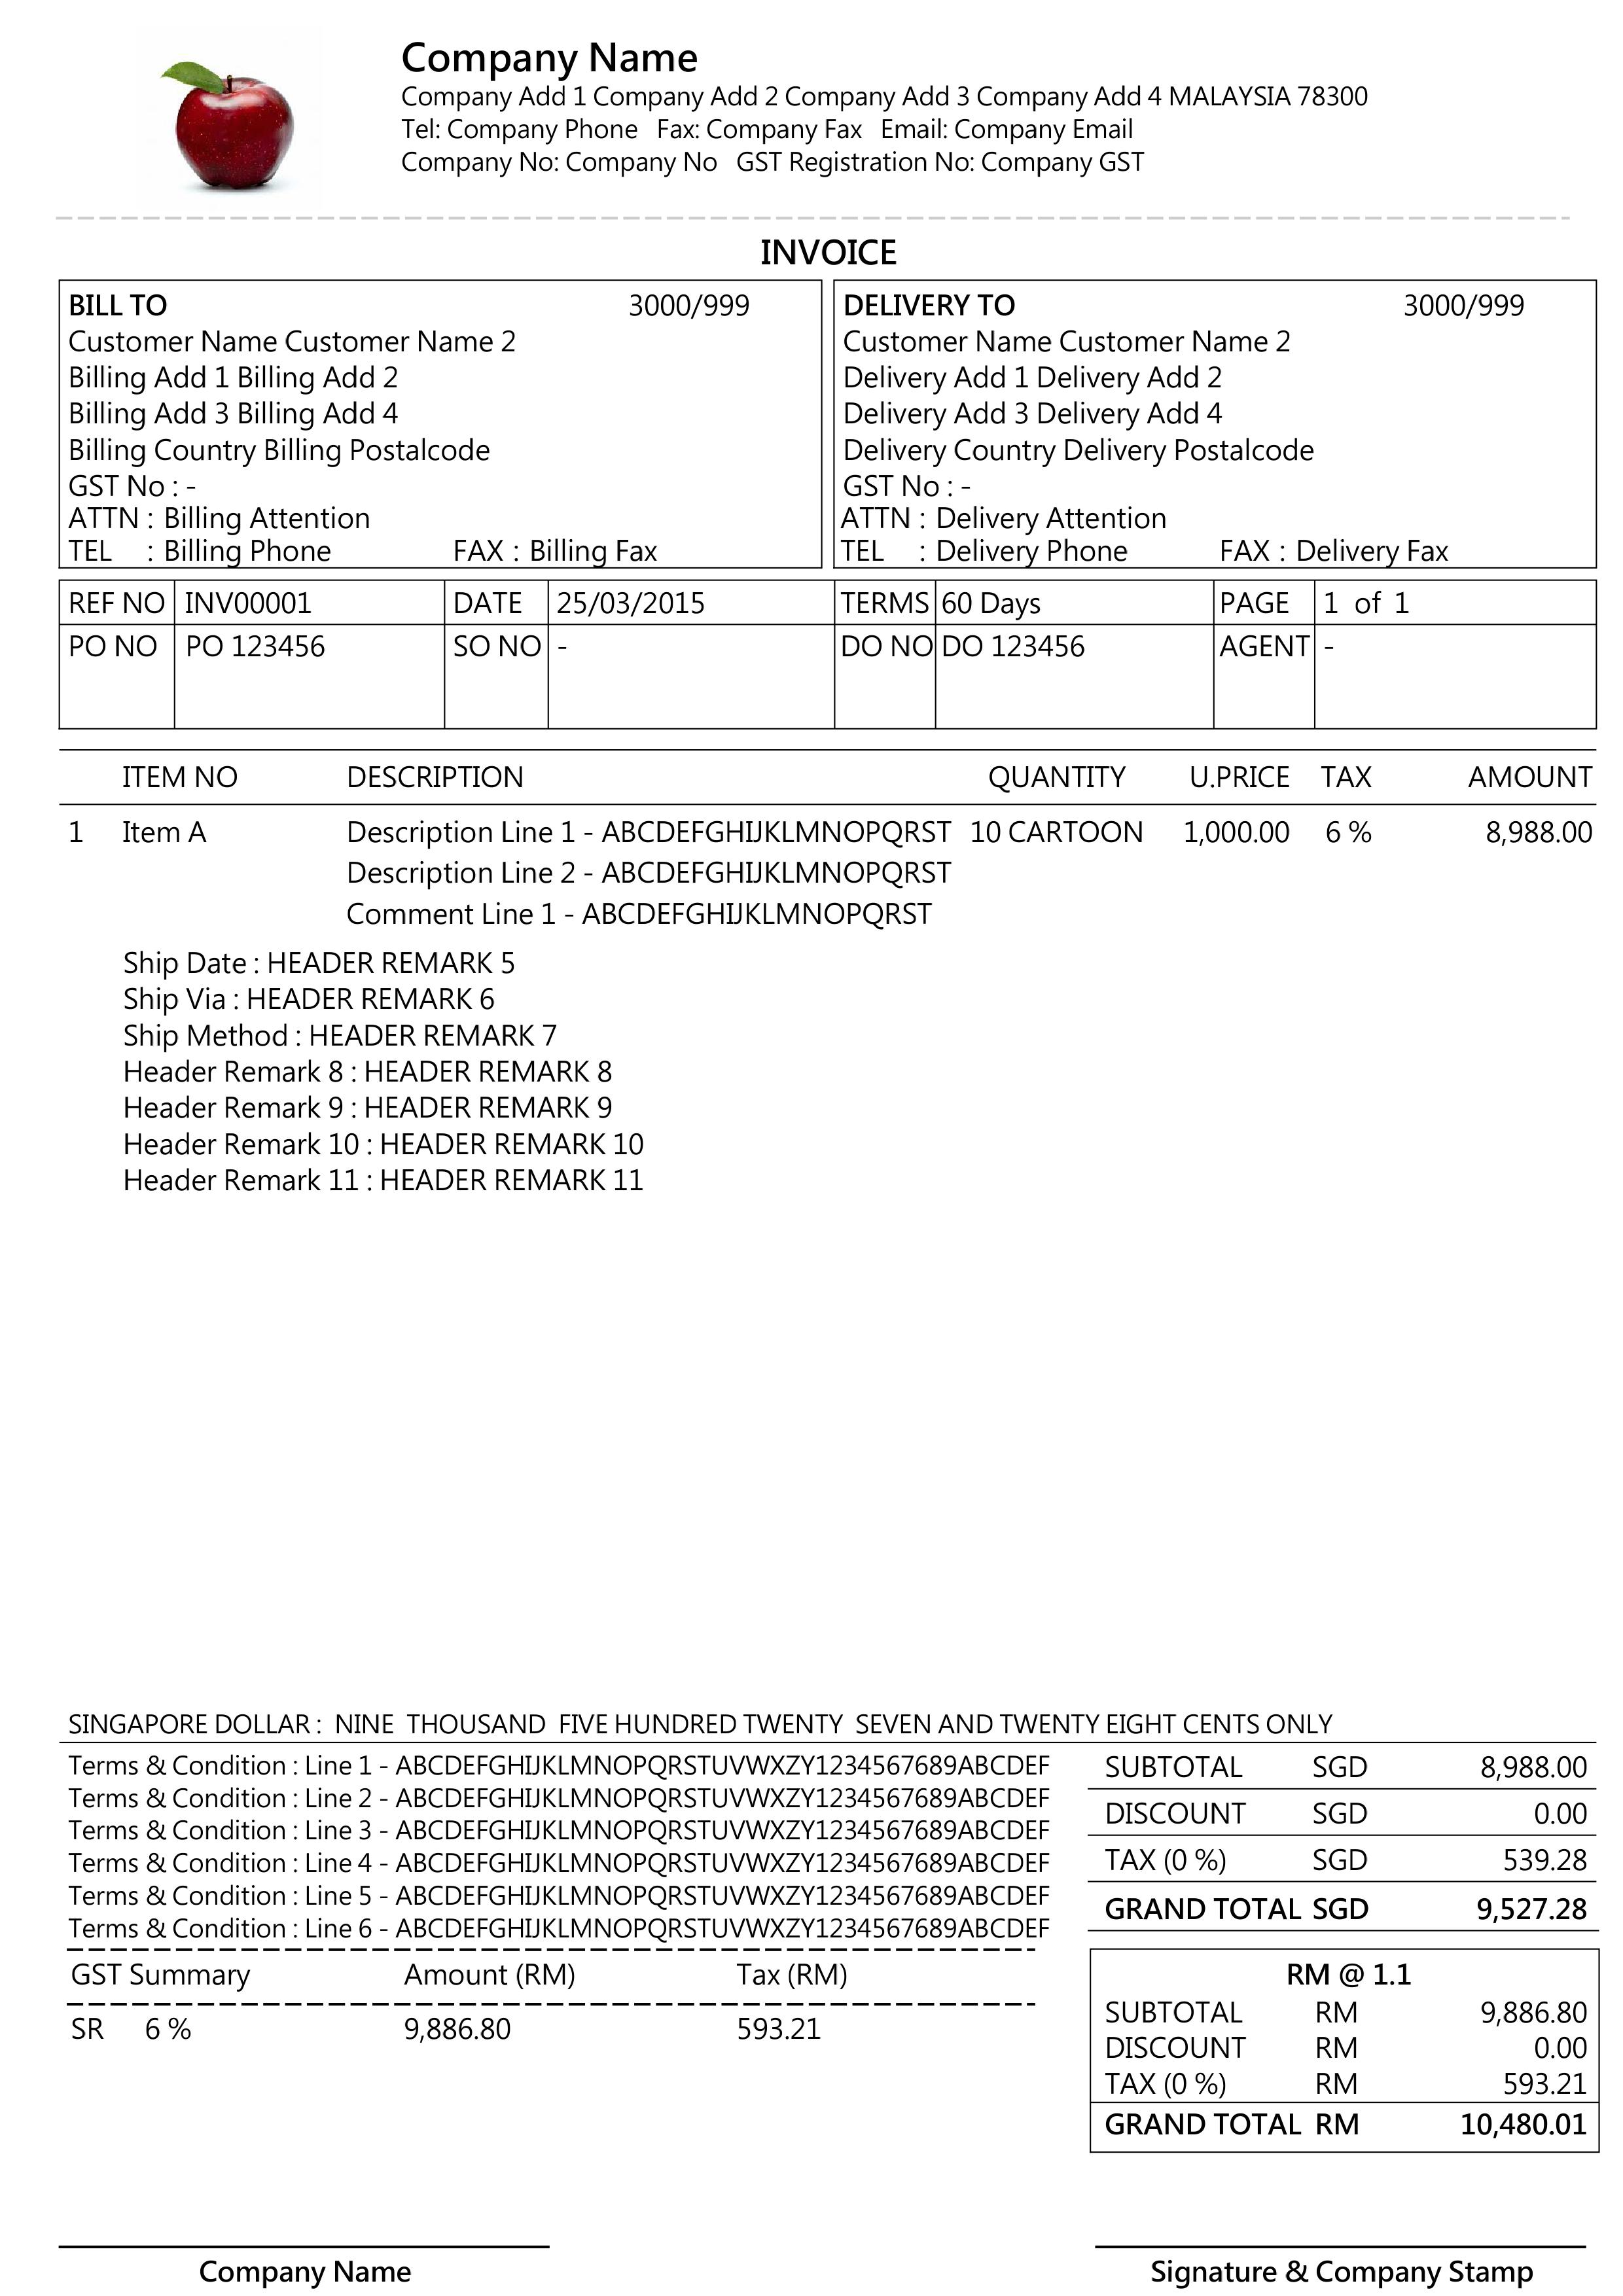 Company Name
Company Add 1 Company Add 2 Company Add 3 Company Add 4 MALAYSIA 78300
Tel: Company Phone Fax: Company Fax Email: Company Email
Company No: Company No GST Registration No: Company GST
INVOICE
BILL TO 3000/999
Customer Name Customer Name 2
Billing Add 1 Billing Add 2
Billing Add 3 Billing Add 4
Billing Country Billing Postalcode
GST No : -
ATTN : Billing Attention
TEL : Billing Phone FAX : Billing Fax
DELIVERY TO 3000/999
Customer Name Customer Name 2
Delivery Add 1 Delivery Add 2
Delivery Add 3 Delivery Add 4
Delivery Country Delivery Postalcode
GST No : -
ATTN : Delivery Attention
TEL : Delivery Phone FAX : Delivery Fax
REF NO INV00001 DATE 25/03/2015 TERMS 60 Days PAGE 1 of 1
PO NO PO 123456 SO NO - DO NO DO 123456 AGENT -
ITEM NO DESCRIPTION QUANTITY U.PRICE TAX AMOUNT
1 Item A Description Line 1 - ABCDEFGHIJKLMNOPQRST 10 CARTOON 1,000.00 6 % 8,988.00
Description Line 2 - ABCDEFGHIJKLMNOPQRST
Comment Line 1 - ABCDEFGHIJKLMNOPQRST
Ship Date : HEADER REMARK 5
Ship Via : HEADER REMARK 6
Ship Method : HEADER REMARK 7
Header Remark 8 : HEADER REMARK 8
Header Remark 9 : HEADER REMARK 9
Header Remark 10 : HEADER REMARK 10
Header Remark 11 : HEADER REMARK 11
SINGAPORE DOLLAR : NINE THOUSAND FIVE HUNDRED TWENTY SEVEN AND TWENTY EIGHT CENTS ONLY
Terms & Condition : Line 1 - ABCDEFGHIJKLMNOPQRSTUVWXZY1234567689ABCDEF
Terms & Condition : Line 2 - ABCDEFGHIJKLMNOPQRSTUVWXZY1234567689ABCDEF
Terms & Condition : Line 3 - ABCDEFGHIJKLMNOPQRSTUVWXZY1234567689ABCDEF
Terms & Condition : Line 4 - ABCDEFGHIJKLMNOPQRSTUVWXZY1234567689ABCDEF
Terms & Condition : Line 5 - ABCDEFGHIJKLMNOPQRSTUVWXZY1234567689ABCDEF
Terms & Condition : Line 6 - ABCDEFGHIJKLMNOPQRSTUVWXZY1234567689ABCDEF
SUBTOTAL SGD 8,988.00
DISCOUNT SGD 0.00
TAX (0 %) SGD 539.28
GRAND TOTAL SGD 9,527.28
GST Summary Amount (RM) Tax (RM)
SR 6 % 9,886.80 593.21
RM @ 1.1
SUBTOTAL RM 9,886.80
DISCOUNT RM 0.00
TAX (0 %) RM 593.21
GRAND TOTAL RM 10,480.01
Company Name
Signature & Company Stamp